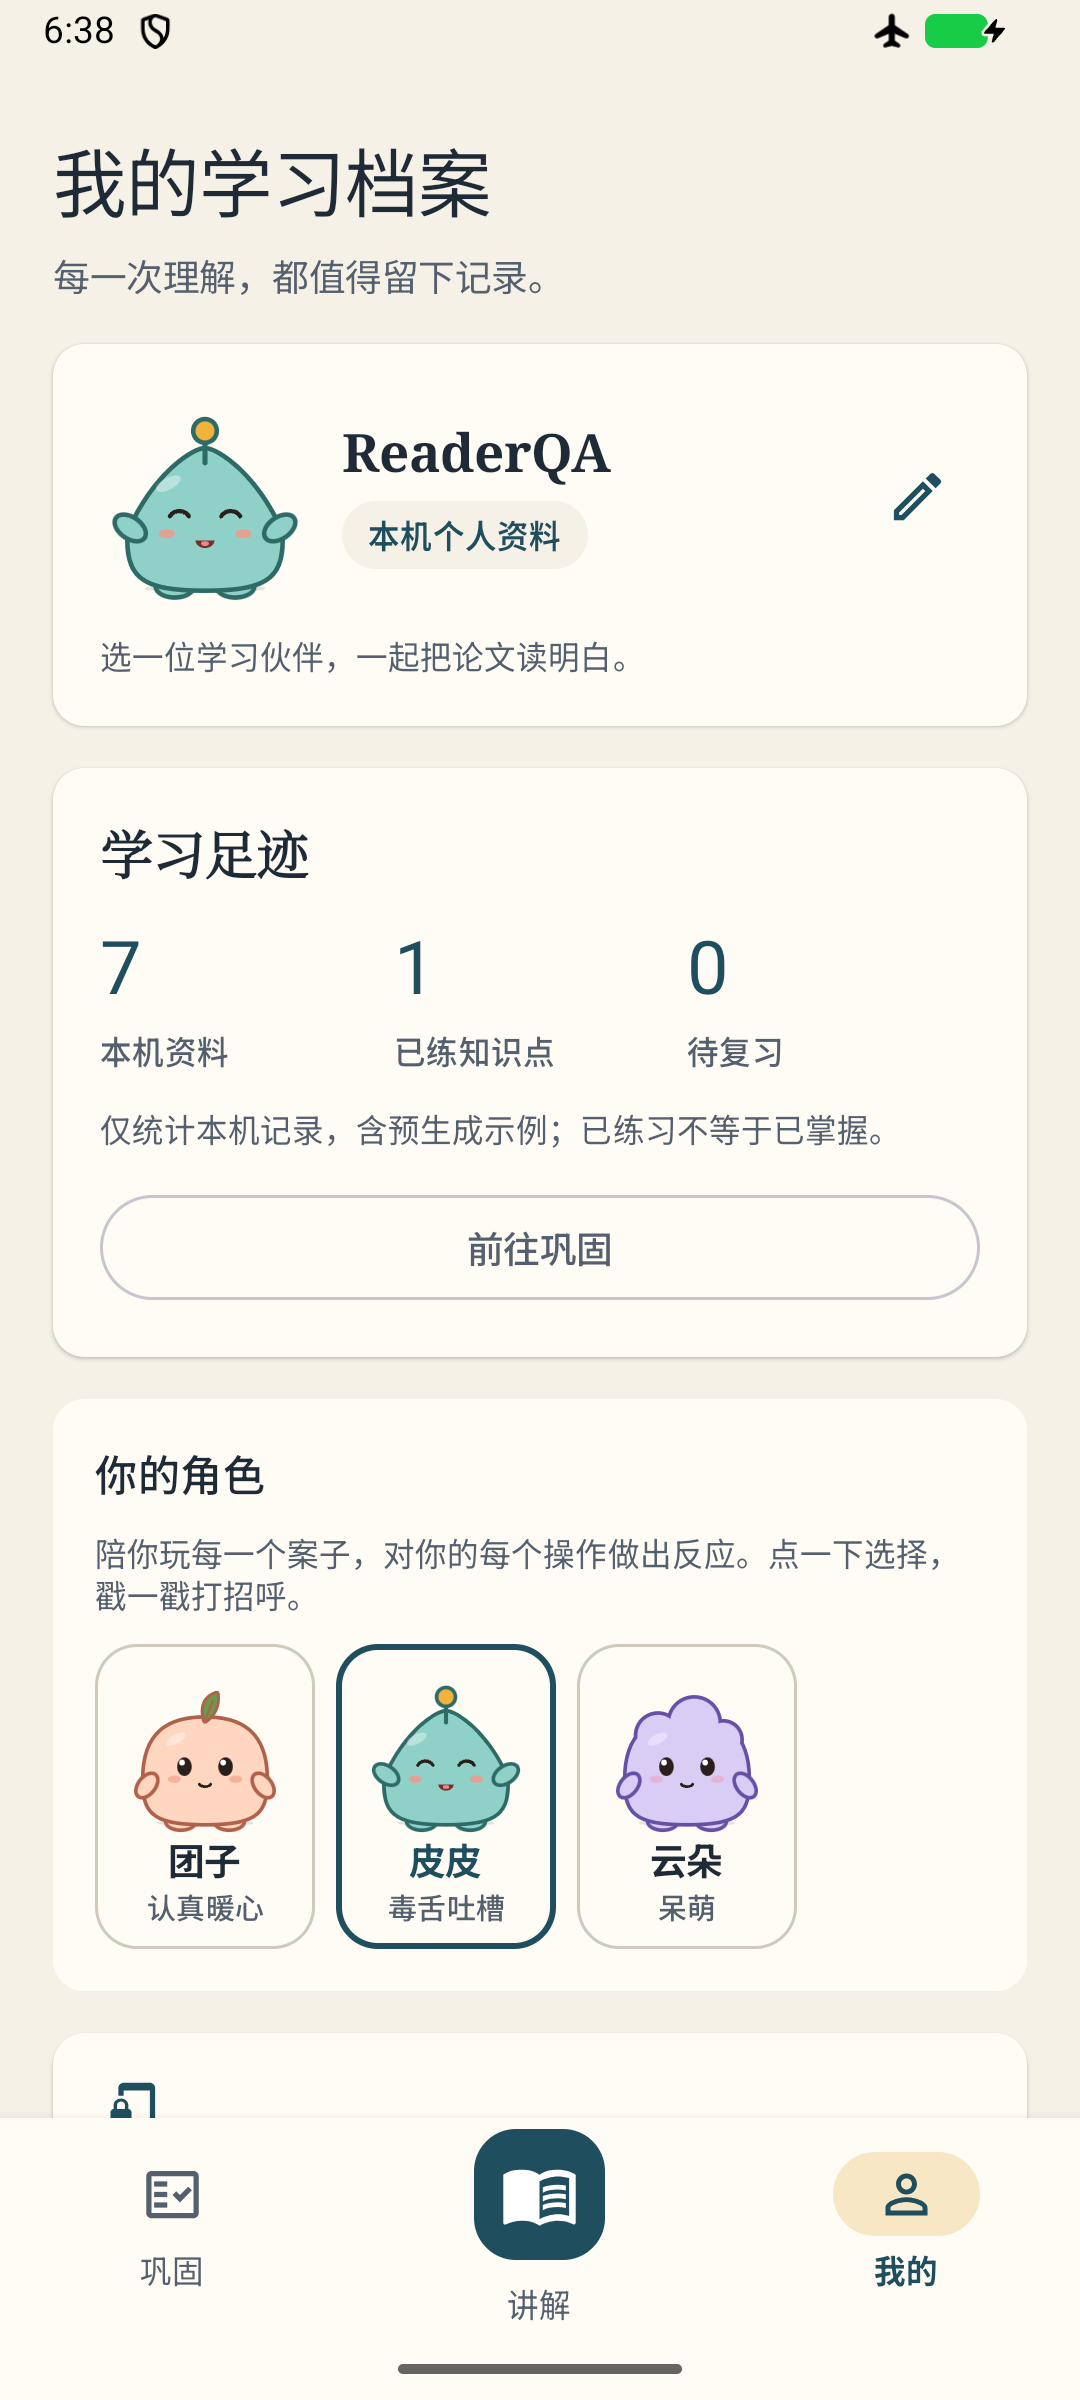 6:38
我的学习档案
每一次理解，都值得留下记录。
ReaderQA
本机个人资料
选一位学习伙伴，一起把论文读明白。
学习足迹
7
1
0
本机资料
已练知识点
待复习
仅统计本机记录，含预生成示例；已练习不等于已掌握。
前往巩固
你的角色
陪你玩每一个案子，对你的每个操作做出反应。点一下选择，
戳一戳打招呼。
团子
皮皮
云朵
认真暖心
毒舌吐槽
呆萌
巩固
讲解
我的